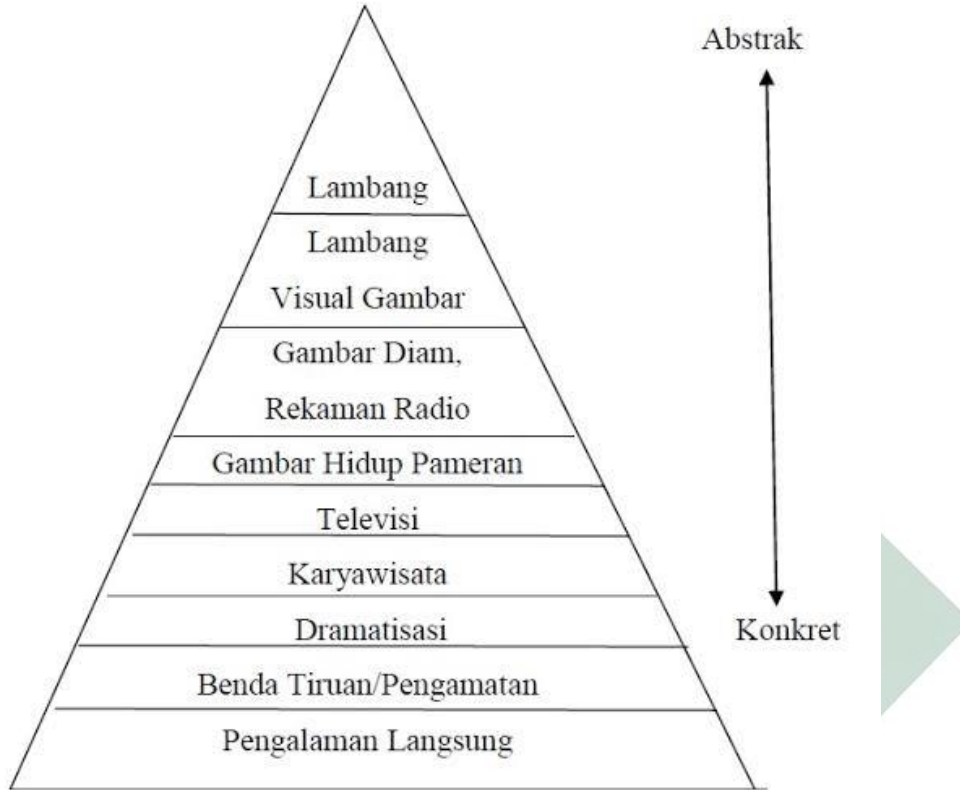 Abstrak
Lambang
Lambang
Visual Gambar
Gambar Diam,
Rekaman Radio
Gambar Hidup Pameran
Televisi
Karyawisata
Dramatisasi
Konkret
Benda Tiruan/Pengamatan
Pengalaman Langsung